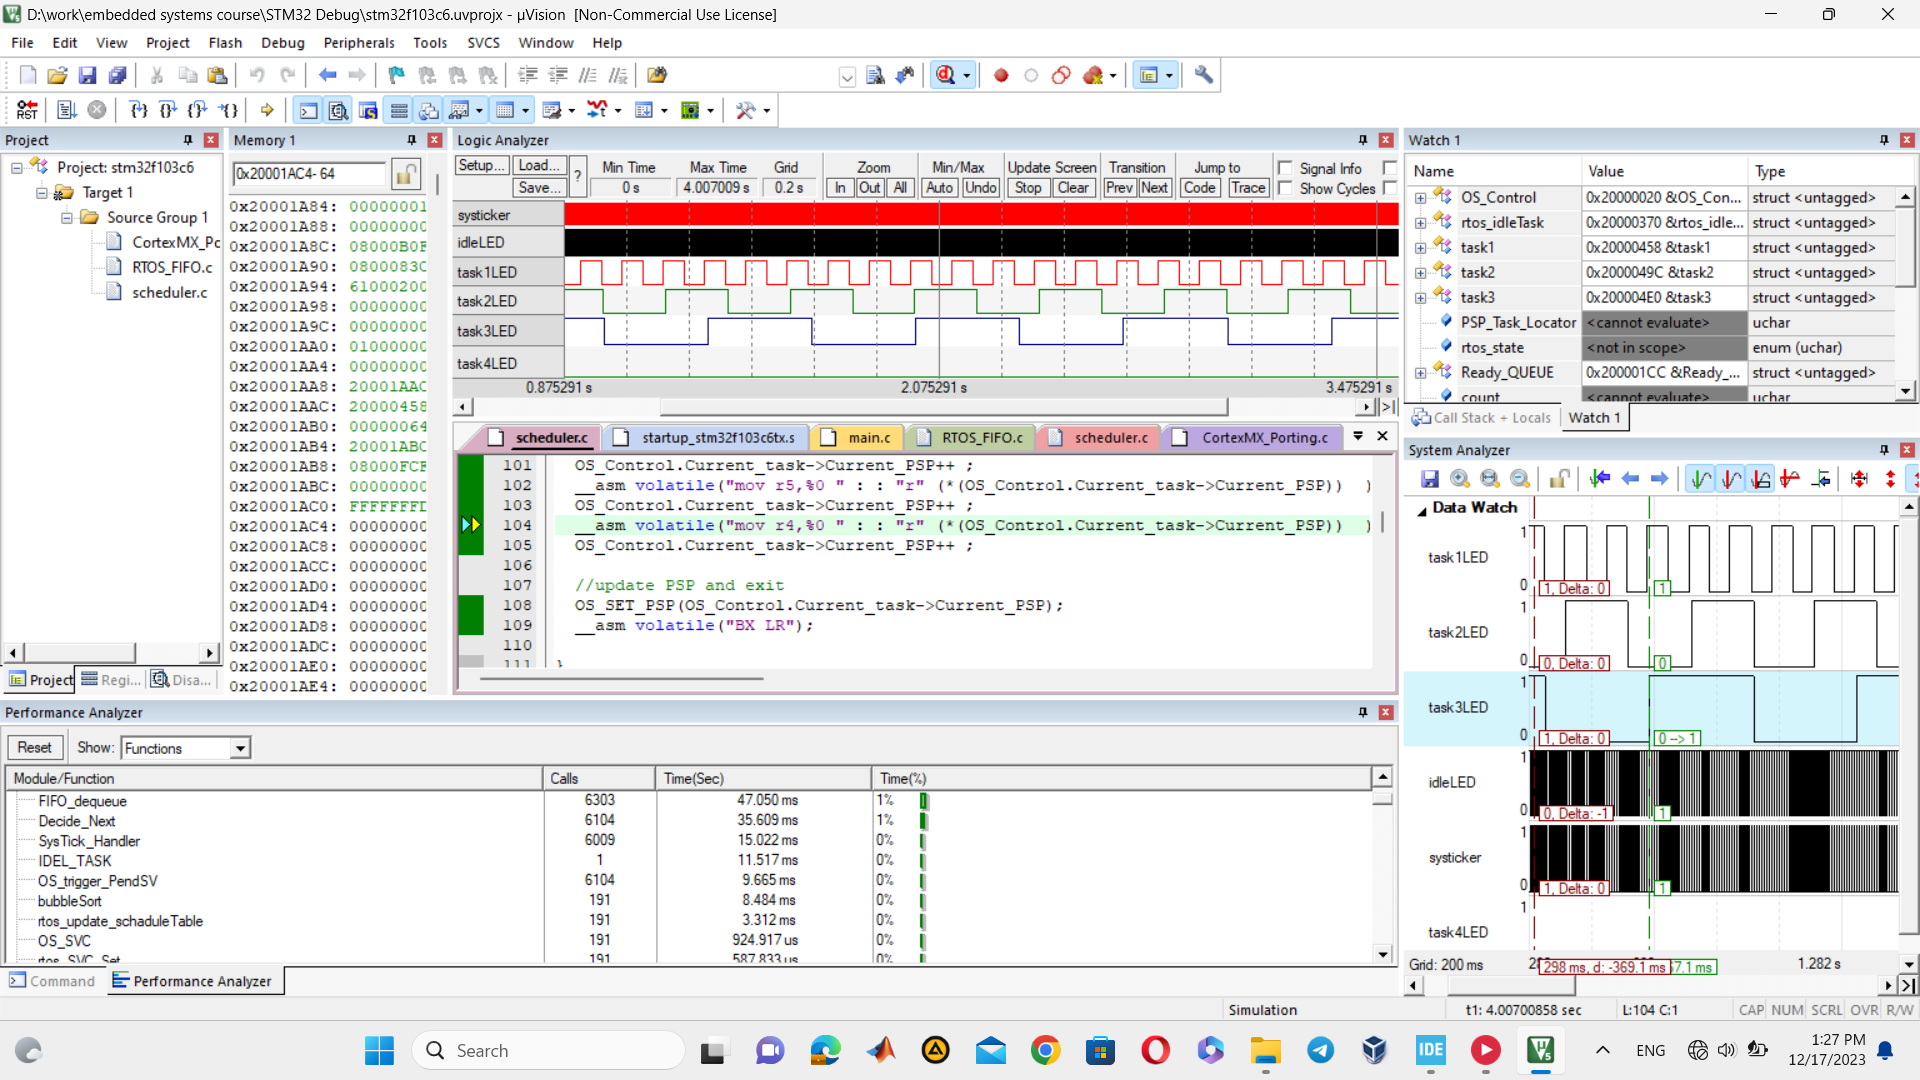 D:\work\embedded systems course\STM32 Debug\stm32f103c6.uvprojx - µVision [Non-Commercial Use License]
File Edit View Project Flash Debug Peripherals Tools SVCS Window Help
Project
Project: stm32f103c6
Target 1
Source Group 1
CortexMX_Po
RTOS_FIFO.c
scheduler.c
Project Regi... Disa...
Memory 1
0x20001AC4- 64
0x20001A84: 00000001
0x20001A88: 00000000
0x20001A8C: 08000B0F
0x20001A90: 0800083C
0x20001A94: 61000200
0x20001A98: 00000000
0x20001A9C: 00000000
0x20001AA0: 01000000
0x20001AA4: 00000000
0x20001AA8: 20001AAC
0x20001AAC: 20000458
0x20001AB0: 00000064
0x20001AB4: 20001ABC
0x20001AB8: 08000FCF
0x20001ABC: 00000000
0x20001AC0: FFFFFFFD
0x20001AC4: 00000000
0x20001AC8: 00000000
0x20001ACC: 00000000
0x20001AD0: 00000000
0x20001AD4: 00000000
0x20001AD8: 00000000
0x20001ADC: 00000000
0x20001AE0: 00000000
0x20001AE4: 00000000
Logic Analyzer
Setup... Load... Save... ?
Min Time Max Time Grid Zoom Min/Max Update Screen Transition Jump to Signal Info
0 s 4.007009 s 0.2 s In Out All Auto Undo Stop Clear Prev Next Code Trace Show Cycles
systicker
idleLED
task1LED
task2LED
task3LED
task4LED
0.875291 s 2.075291 s 3.475291 s
scheduler.c startup_stm32f103c6tx.s main.c RTOS_FIFO.c scheduler.c CortexMX_Porting.c
101 OS_Control.Current_task->Current_PSP++ ;
102 __asm volatile("mov r5,%0 " : : "r" (*(OS_Control.Current_task->Current_PSP)) )
103 OS_Control.Current_task->Current_PSP++ ;
104 __asm volatile("mov r4,%0 " : : "r" (*(OS_Control.Current_task->Current_PSP)) )
105 OS_Control.Current_task->Current_PSP++ ;
106
107 //update PSP and exit
108 OS_SET_PSP(OS_Control.Current_task->Current_PSP);
109 __asm volatile("BX LR");
110
111 }
Watch 1
Name Value Type
OS_Control 0x20000020 &OS_Con... struct <untagged>
rtos_idleTask 0x20000370 &rtos_idle... struct <untagged>
task1 0x20000458 &task1 struct <untagged>
task2 0x2000049C &task2 struct <untagged>
task3 0x200004E0 &task3 struct <untagged>
PSP_Task_Locator <cannot evaluate> uchar
rtos_state <not in scope> enum (uchar)
Ready_QUEUE 0x200001CC &Ready_... struct <untagged>
count <cannot evaluate> uchar
Call Stack + Locals Watch 1
System Analyzer
Data Watch
task1LED 1 0 1, Delta: 0 1
task2LED 1 0 0, Delta: 0 0
task3LED 1 0 1, Delta: 0 0 --> 1
idleLED 1 0 0, Delta: -1 1
systicker 1 0 1, Delta: 0 1
task4LED 1
Grid: 200 ms 298 ms, d: -369.1 ms 57.1 ms 1.282 s
Performance Analyzer
Reset Show: Functions
Module/Function Calls Time(Sec) Time(%)
FIFO_dequeue 6303 47.050 ms 1%
Decide_Next 6104 35.609 ms 1%
SysTick_Handler 6009 15.022 ms 0%
IDEL_TASK 1 11.517 ms 0%
OS_trigger_PendSV 6104 9.665 ms 0%
bubbleSort 191 8.484 ms 0%
rtos_update_schaduleTable 191 3.312 ms 0%
OS_SVC 191 924.917 us 0%
rtos_SVC_Set 191 587.833 us 0%
Command Performance Analyzer
Simulation t1: 4.00700858 sec L:104 C:1 CAP NUM SCRL OVR R/W
Search
IDE
ENG
1:27 PM
12/17/2023